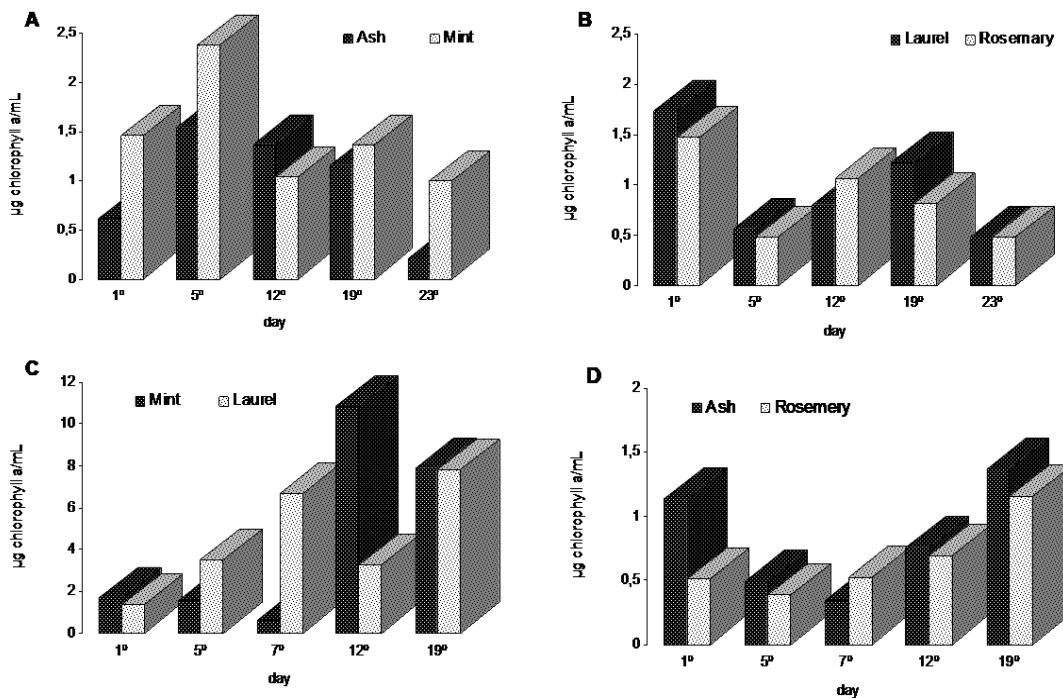 A
Ash Mint
µg chlorophyll a/mL
2,5
2
1,5
1
0,5
0
1º 5º 12º 19º 23º
day
B
Laurel Rosemary
µg chlorophyll a/mL
2,5
2
1,5
1
0,5
0
1º 5º 12º 19º 23º
day
C
Mint Laurel
µg chlorophyll a/mL
12
10
8
6
4
2
0
1º 5º 7º 12º 19º
day
D
Ash Rosemery
µg chlorophyll a/mL
2
1,5
1
0,5
0
1º 5º 7º 12º 19º
day